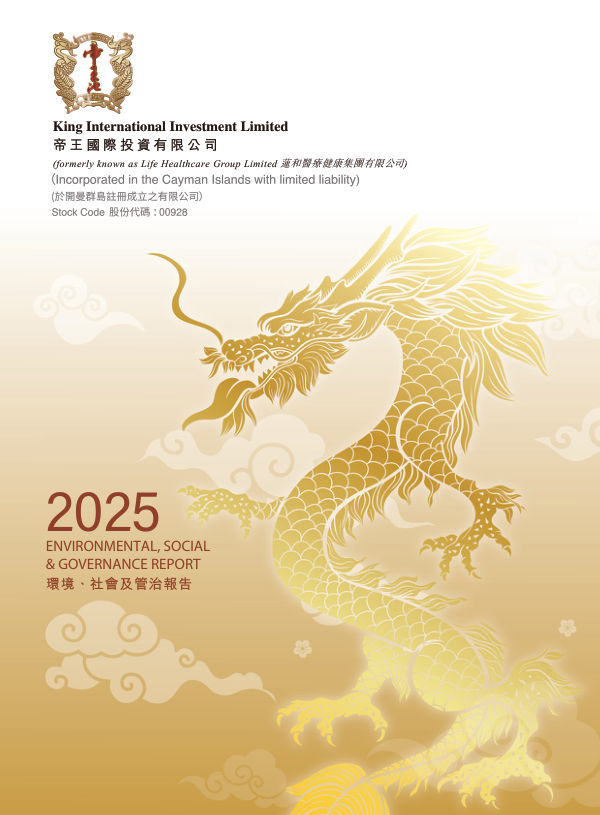 King International Investment Limited
帝王國際投資有限公司
(formerly known as Life Healthcare Group Limited 蓮和醫療健康集團有限公司)
(Incorporated in the Cayman Islands with limited liability)
(於開曼群島註冊成立之有限公司)
Stock Code 股份代碼：00928
2025
ENVIRONMENTAL, SOCIAL
& GOVERNANCE REPORT
環境、社會及管治報告